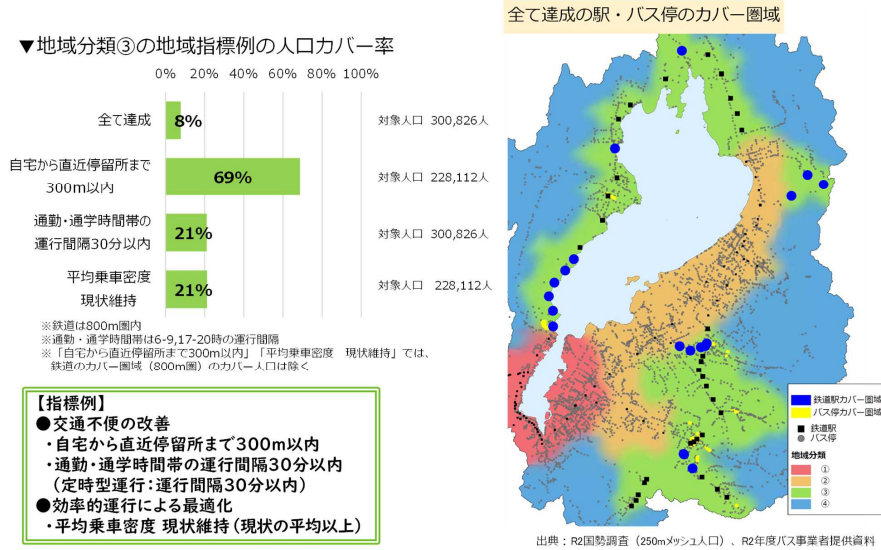 全て達成の駅・バス停のカバー圏域
▼地域分類③の地域指標例の人口カバー率
0% 20% 40% 60% 80% 100%
全て達成 8% 対象人口 300,826人
自宅から直近停留所まで
300m以内 69% 対象人口 228,112人
通勤・通学時間帯の
運行間隔30分以内 21% 対象人口 300,826人
平均乗車密度
現状維持 21% 対象人口 228,112人
※鉄道は800m圏内
※通勤・通学時間帯は6-9,17-20時の運行間隔
※「自宅から直近停留所まで300m以内」「平均乗車密度 現状維持」では、
鉄道のカバー圏域（800m圏）のカバー人口は除く
【指標例】
●交通不便の改善
・自宅から直近停留所まで300m以内
・通勤・通学時間帯の運行間隔30分以内
（定時型運行：運行間隔30分以内）
●効率的運行による最適化
・平均乗車密度 現状維持（現状の平均以上）
鉄道駅カバー圏域
バス停カバー圏域
鉄道駅
バス停
地域分類
①
②
③
④
出典：R2国勢調査（250mメッシュ人口）、R2年度バス事業者提供資料